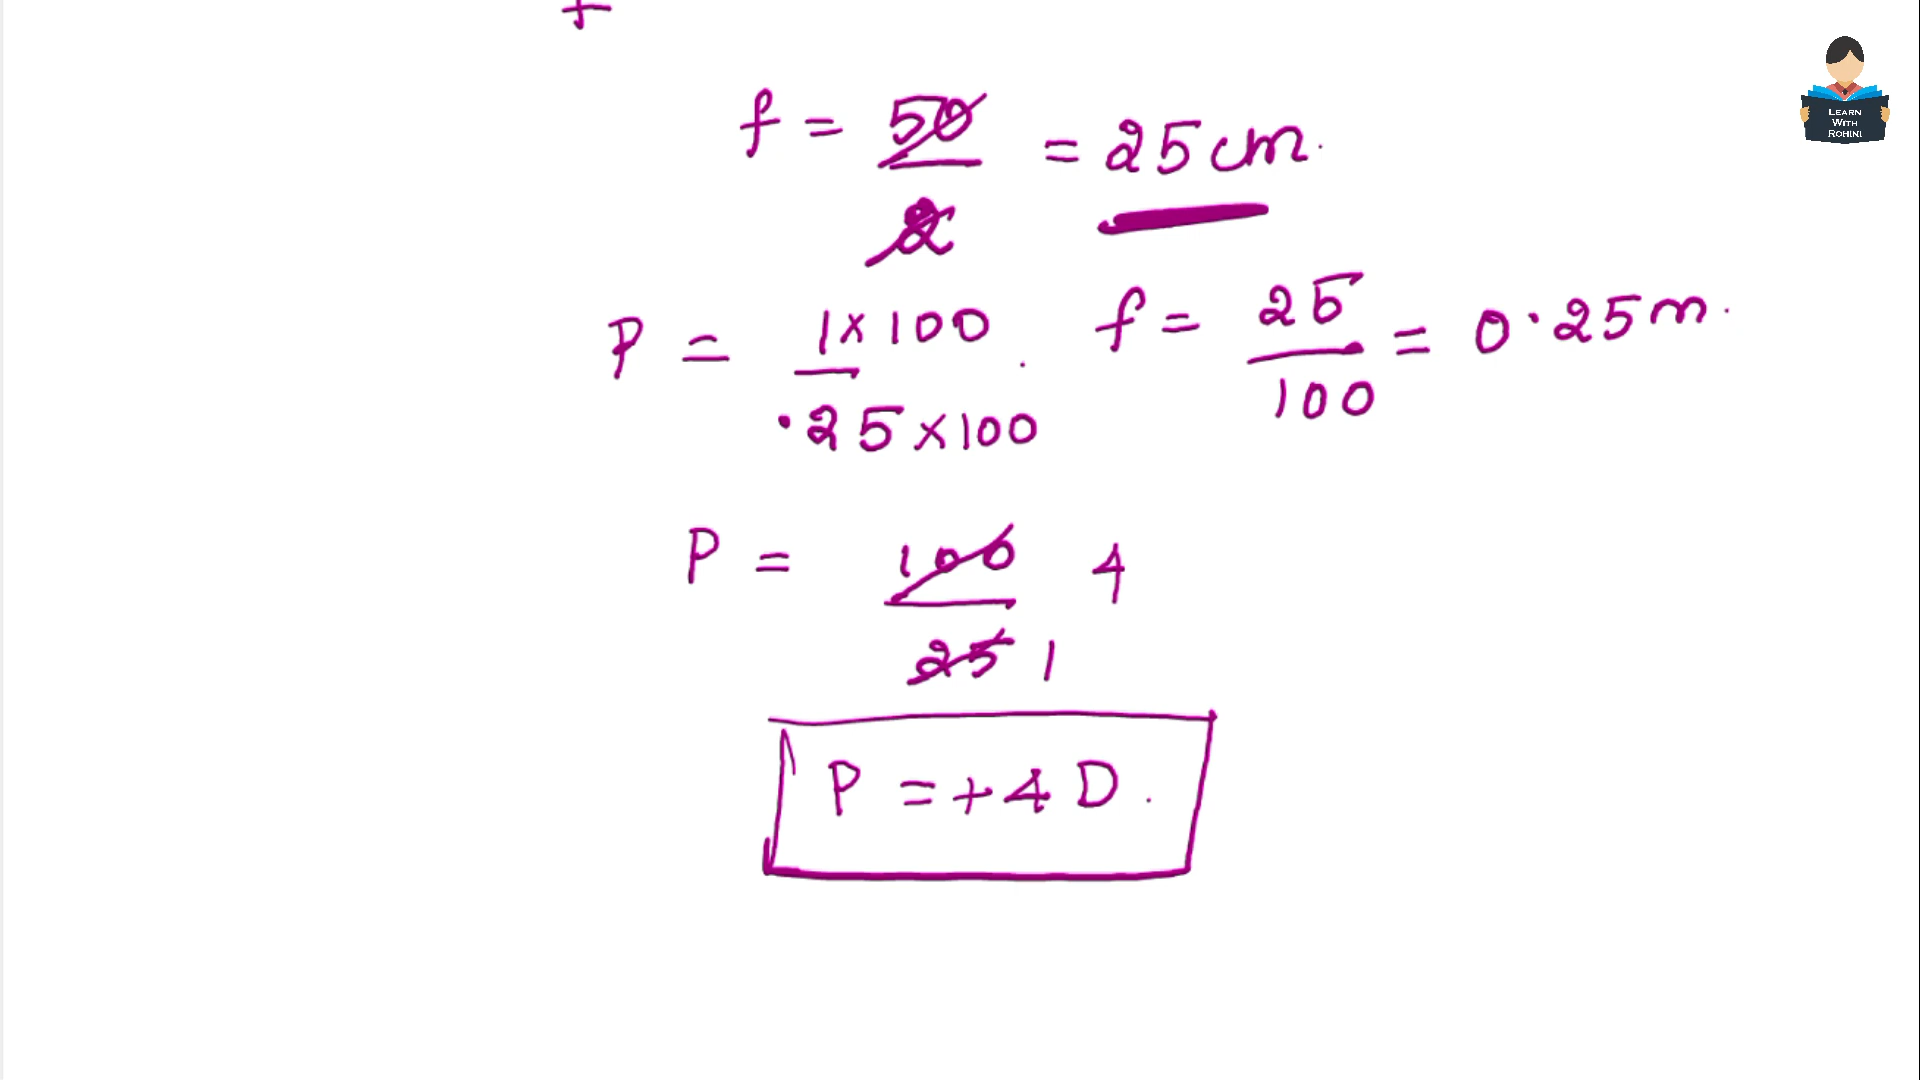 f
f = 50/2 = 25 cm.
P = 1×100/.25×100 . f = 25/100 = 0.25 m.
P = 100/25 4/1
P = +4 D.
LEARN
WITH
ROHINI